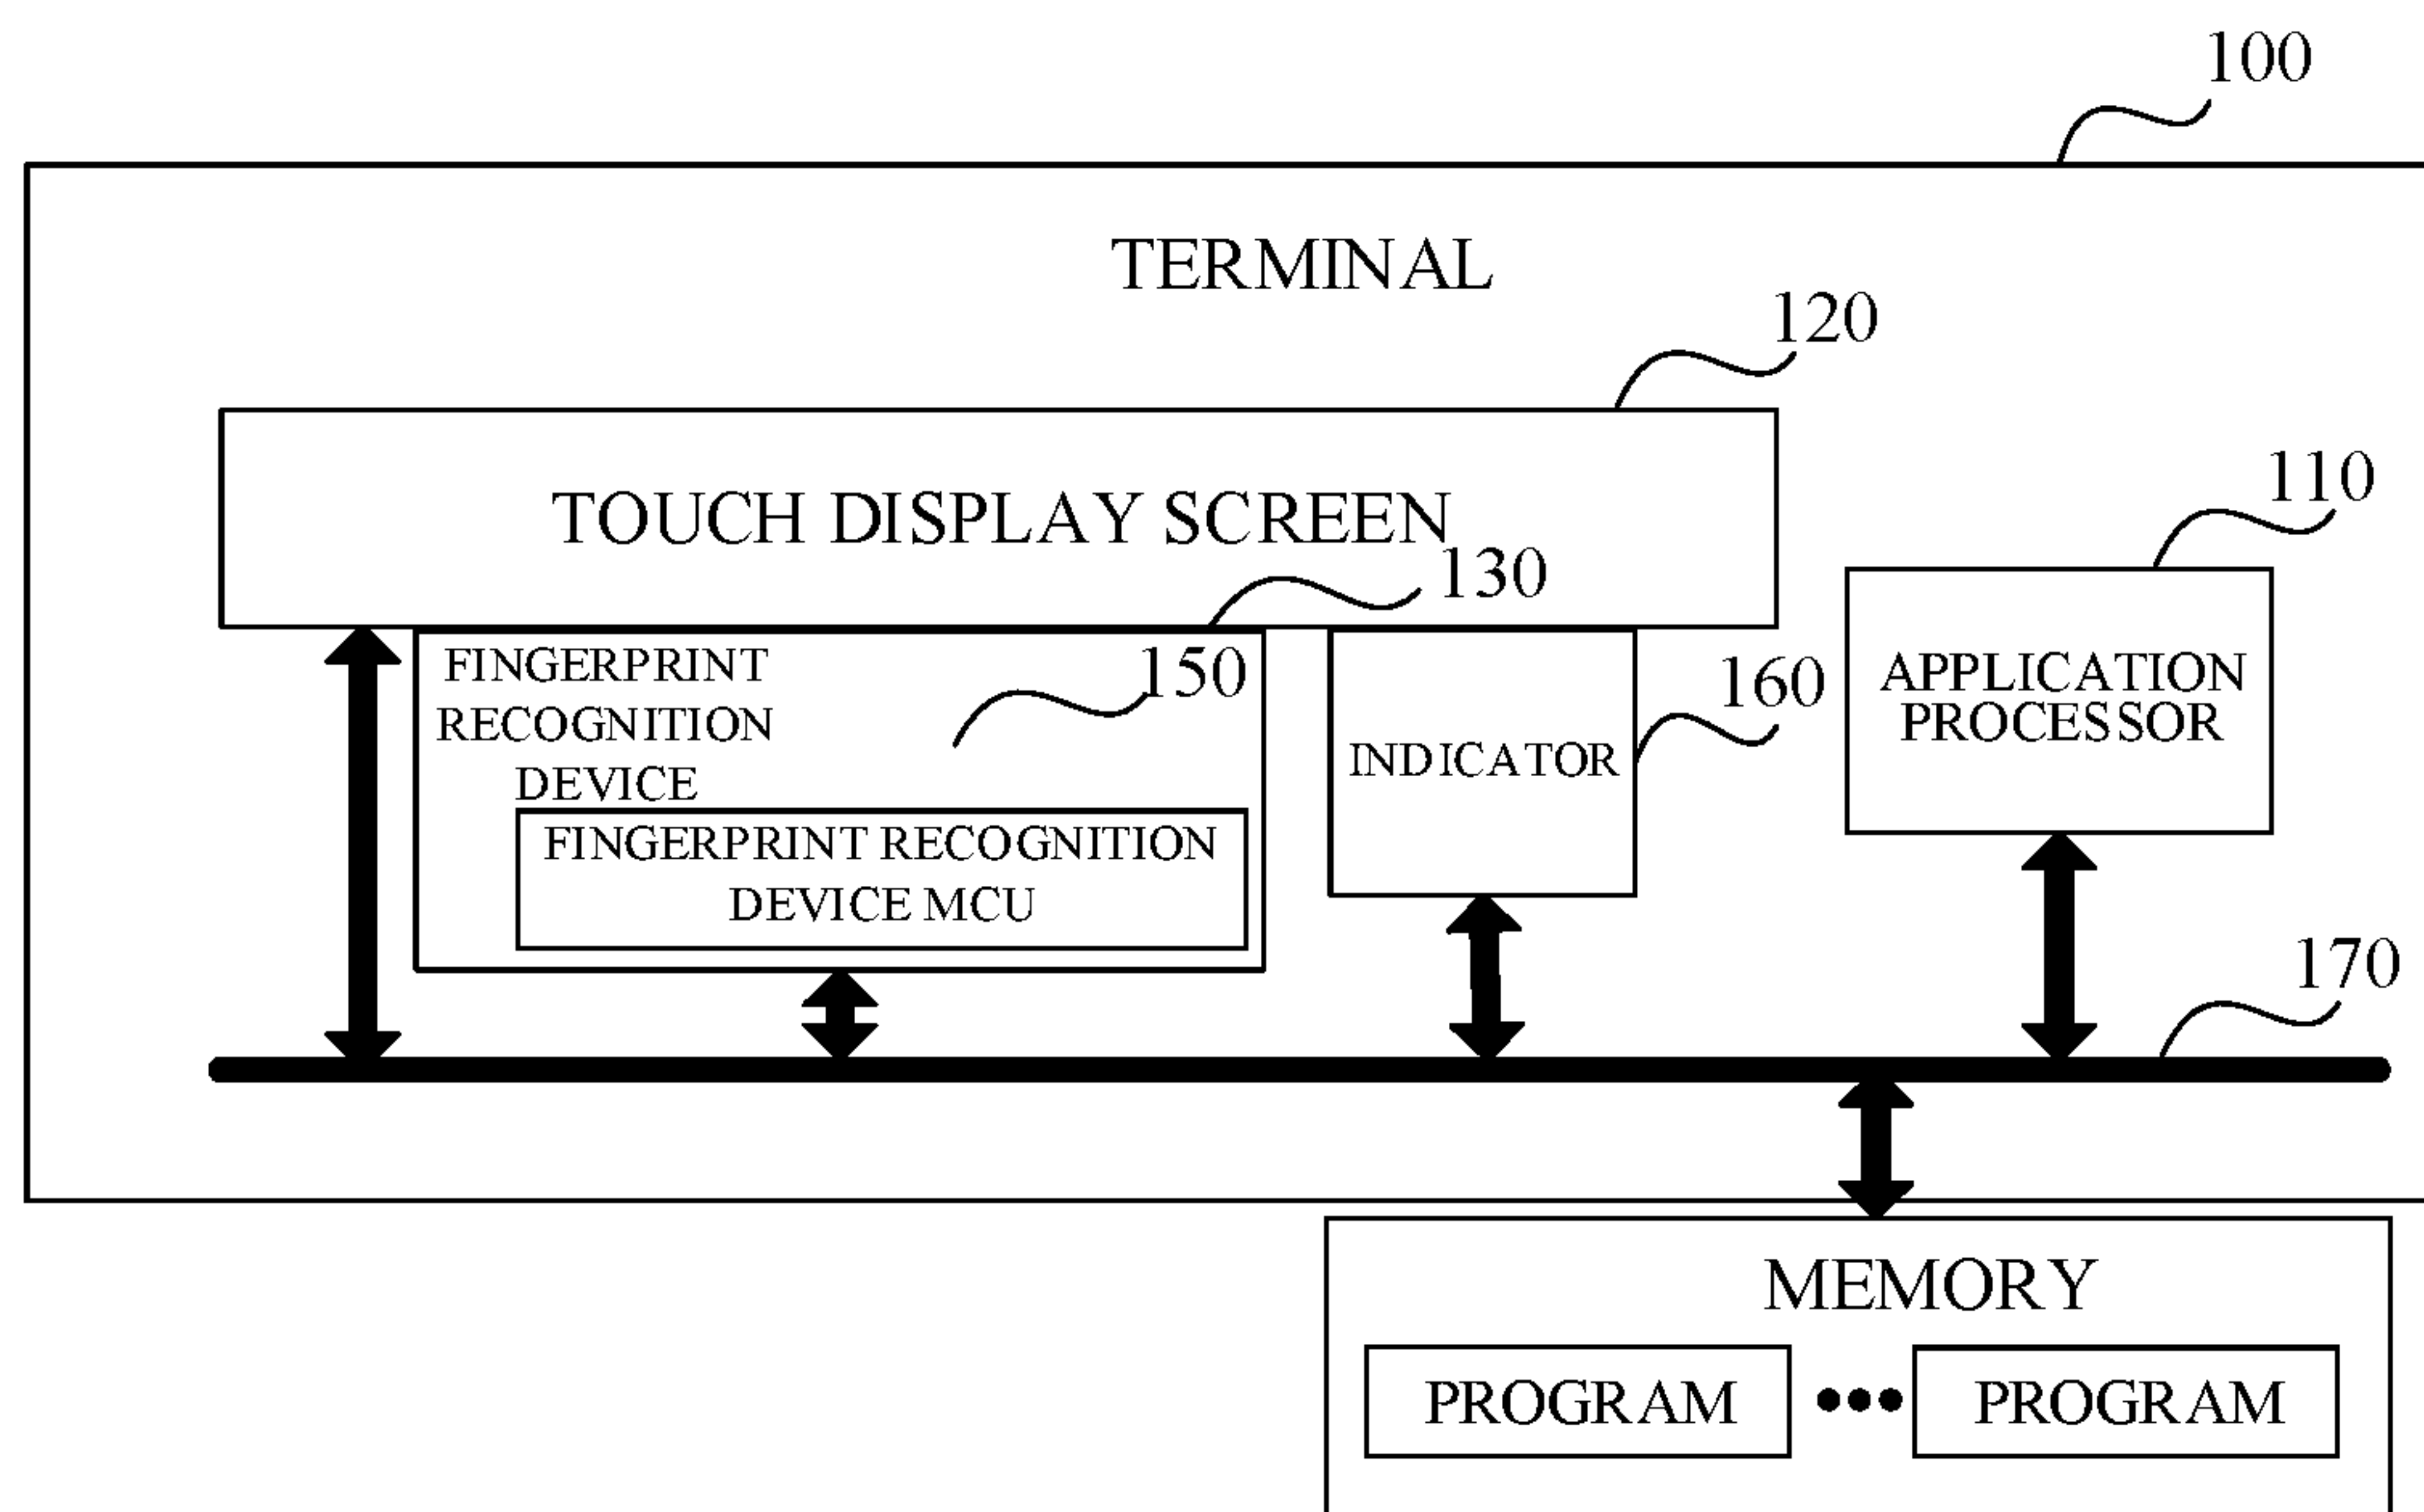 100
TERMINAL
120
TOUCH DISPLAY SCREEN
110
130
FINGERPRINT
RECOGNITION
DEVICE
150
160
INDICATOR
APPLICATION
PROCESSOR
FINGERPRINT RECOGNITION
DEVICE MCU
170
MEMORY
PROGRAM ••• PROGRAM